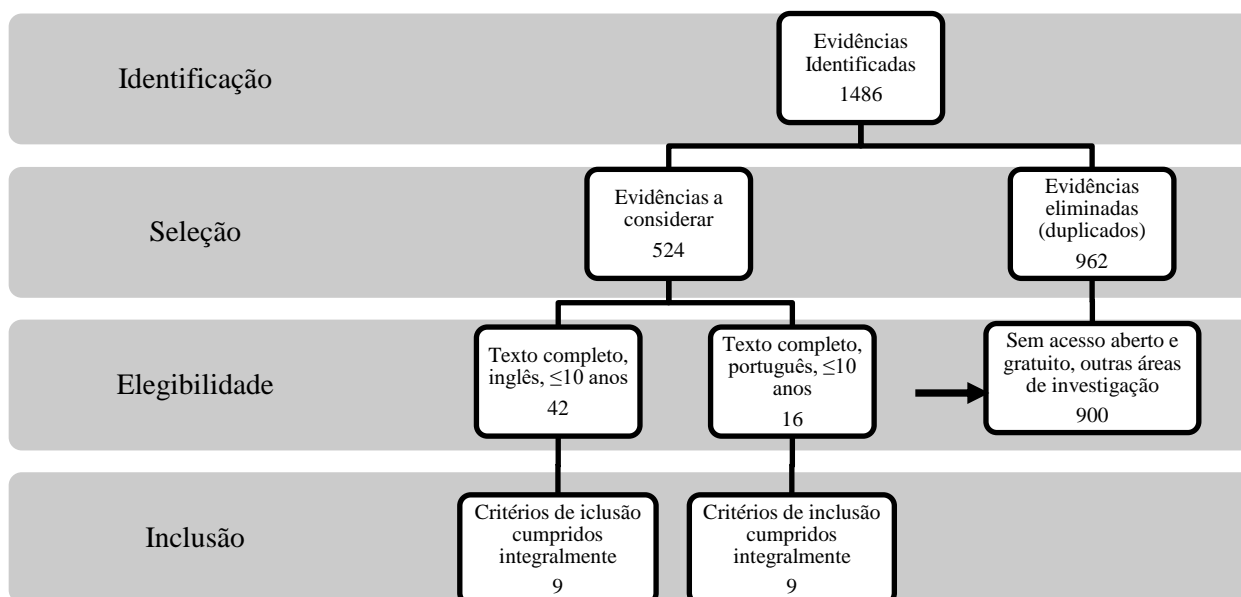 Identificação
Evidências
Identificadas
1486
Seleção
Evidências a
considerar
524
Evidências
eliminadas
(duplicados)
962
Elegibilidade
Texto completo,
inglês, ≤10 anos
42
Texto completo,
português, ≤10
anos
16
Sem acesso aberto e
gratuito, outras áreas
de investigação
900
Inclusão
Critérios de iclusão
cumpridos
integralmente
9
Critérios de inclusão
cumpridos
integralmente
9